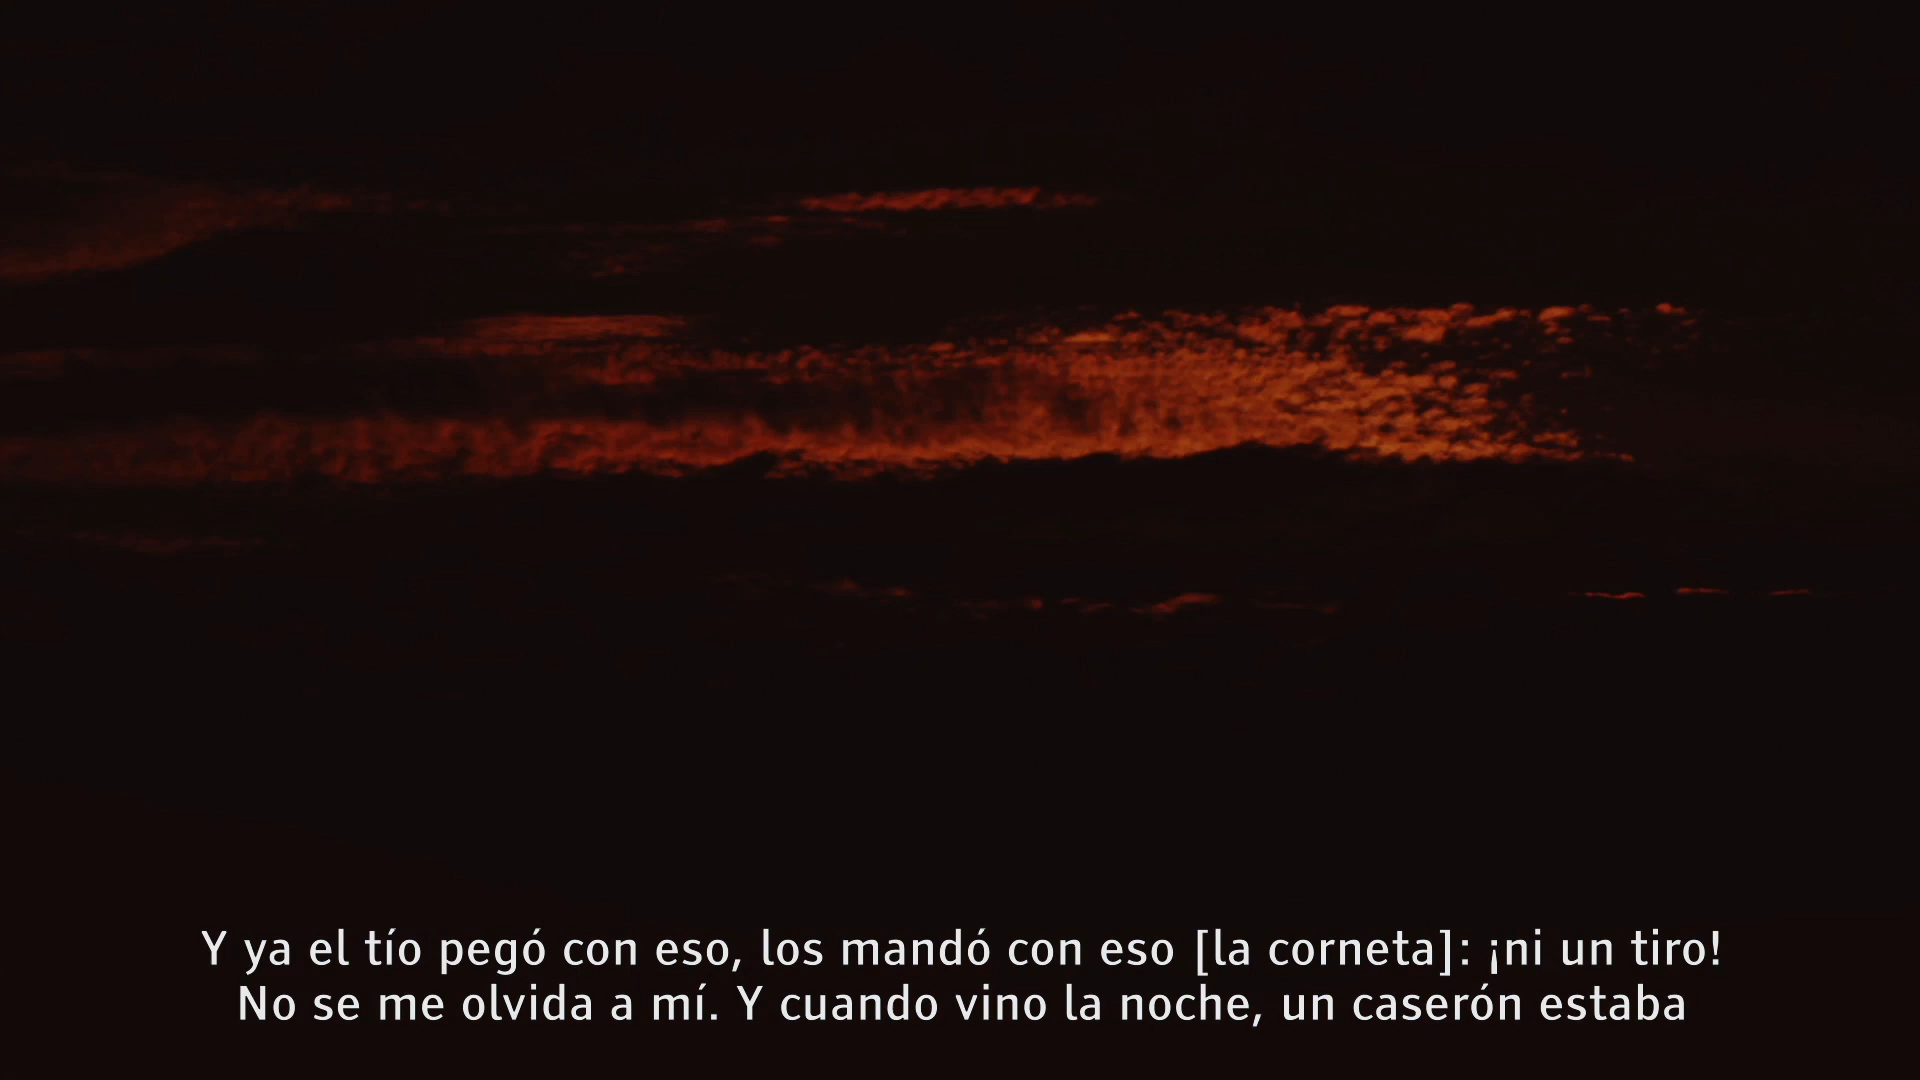 Y ya el tío pegó con eso, los mandó con eso [la corneta]: ¡ni un tiro!
No se me olvida a mí. Y cuando vino la noche, un caserón estaba